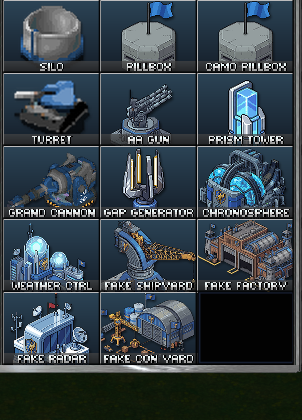 SILO
PILLBOX
CAMO PILLBOX
TURRET
AA GUN
PRISM TOWER
GRAND CANNON
GAP GENERATOR
CHRONOSPHERE
WEATHER CTRL
FAKE SHIPYARD
FAKE FACTORY
FAKE RADAR
FAKE CON YARD